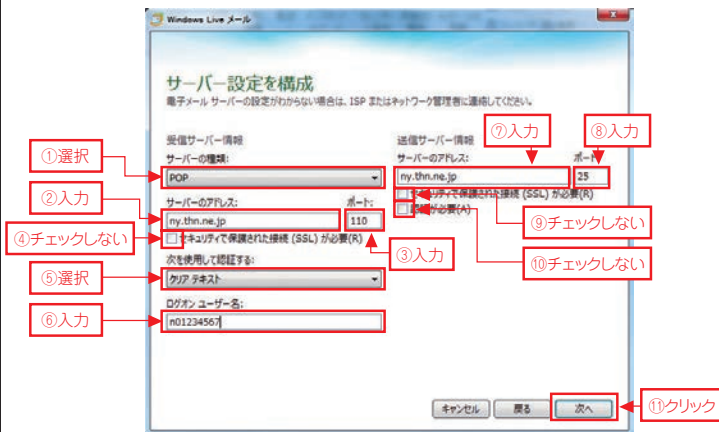 Windows Live メール
サーバー設定を構成
電子メール サーバーの設定がわからない場合は、ISP またはネットワーク管理者に連絡してください。
受信サーバー情報
サーバーの種類:
POP
サーバーのアドレス:
ポート:
ny.thn.ne.jp
110
セキュリティで保護された接続 (SSL) が必要(R)
次を使用して認証する:
クリア テキスト
ログオン ユーザー名:
n01234567
送信サーバー情報
サーバーのアドレス:
ポート:
ny.thn.ne.jp
25
セキュリティで保護された接続 (SSL) が必要(R)
認証が必要(A)
キャンセル
戻る
次へ
①選択
②入力
③入力
④チェックしない
⑤選択
⑥入力
⑦入力
⑧入力
⑨チェックしない
⑩チェックしない
⑪クリック